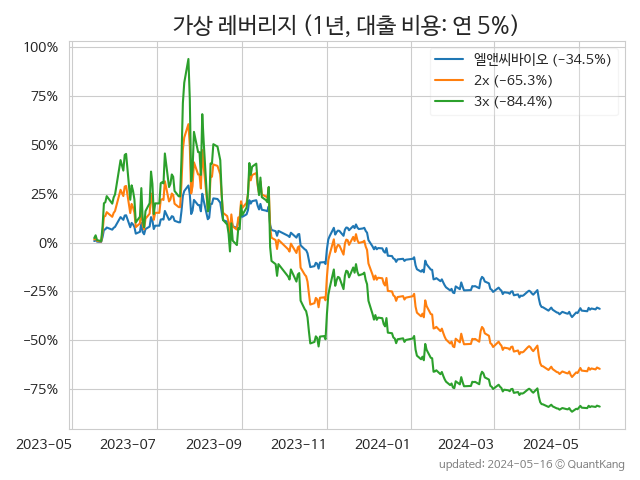 가상 레버리지 (1년, 대출 비용: 연 5%)
100%
75%
50%
25%
0%
−25%
−50%
−75%
엘앤씨바이오 (−34.5%)
2x (−65.3%)
3x (−84.4%)
2023-05 2023-07 2023-09 2023-11 2024-01 2024-03 2024-05
updated: 2024-05-16 © QuantKang